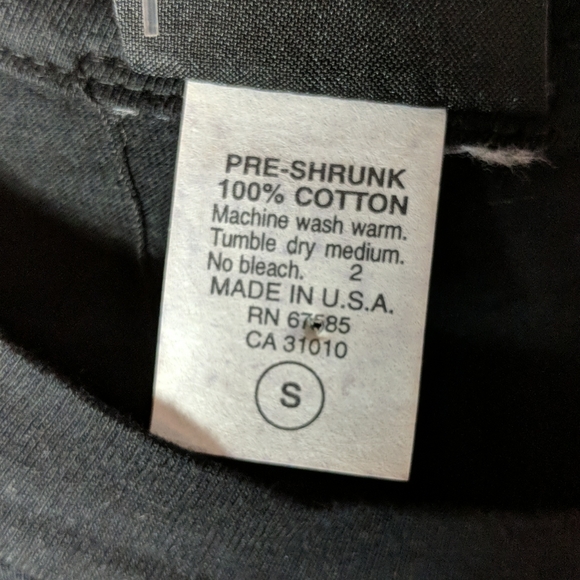 PRE-SHRUNK
100% COTTON
Machine wash warm.
Tumble dry medium.
No bleach. 2
MADE IN U.S.A.
RN 67585
CA 31010
S